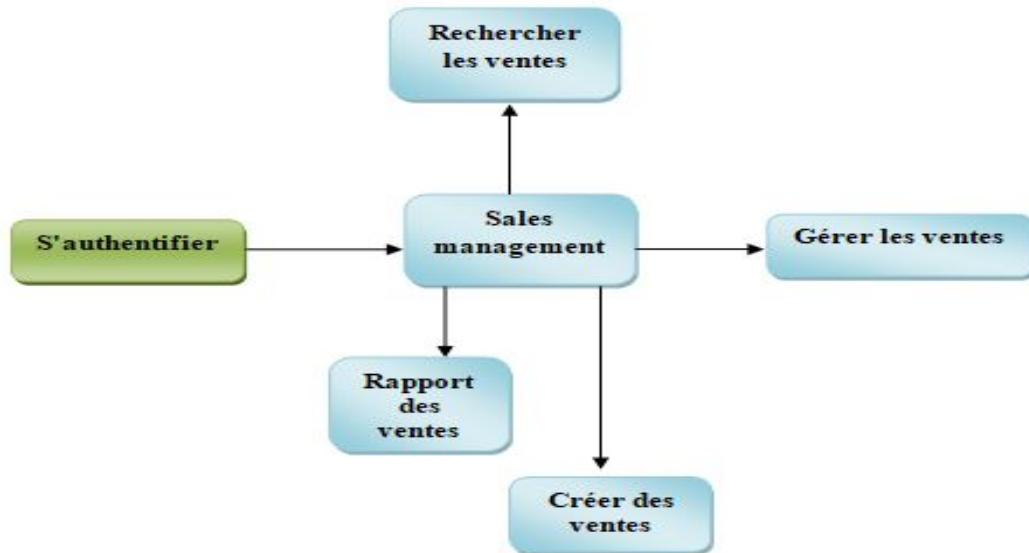 Rechercher
les ventes
S'authentifier
Sales
management
Gérer les ventes
Rapport
des
ventes
Créer des
ventes